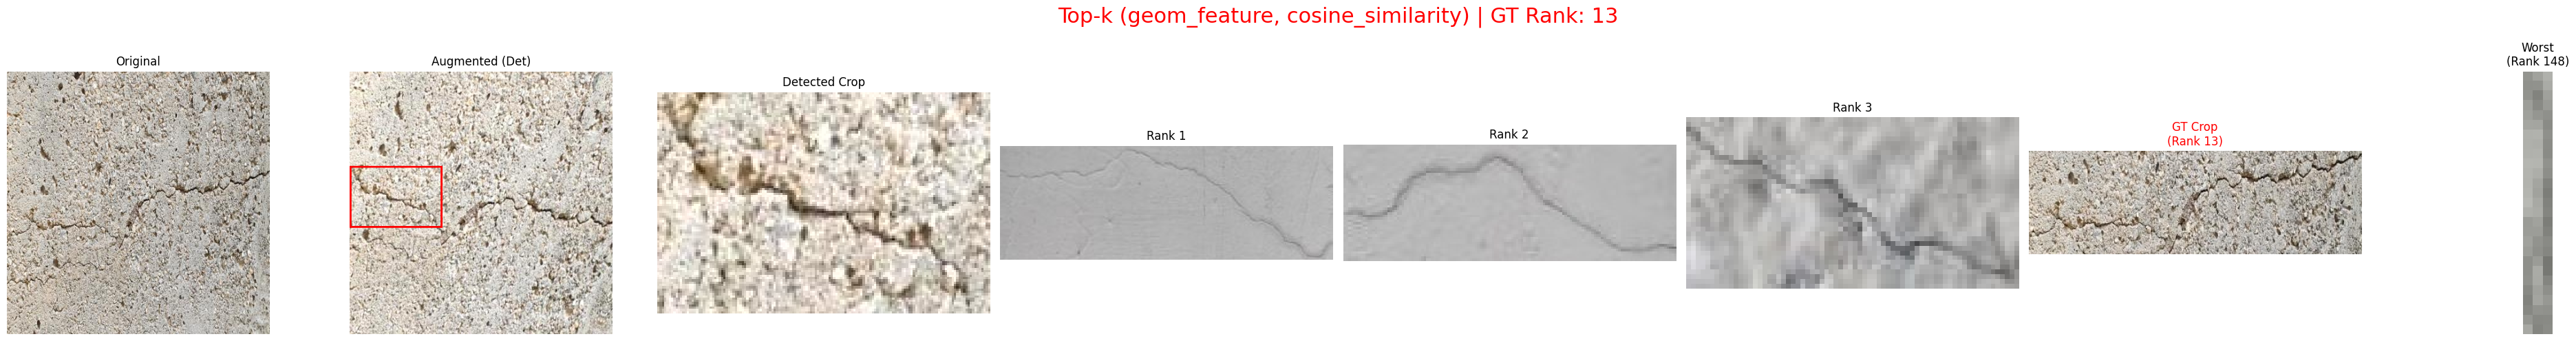 Top-k (geom_feature, cosine_similarity) | GT Rank: 13
Original
Augmented (Det)
Detected Crop
Rank 1
Rank 2
Rank 3
GT Crop
(Rank 13)
Worst
(Rank 148)